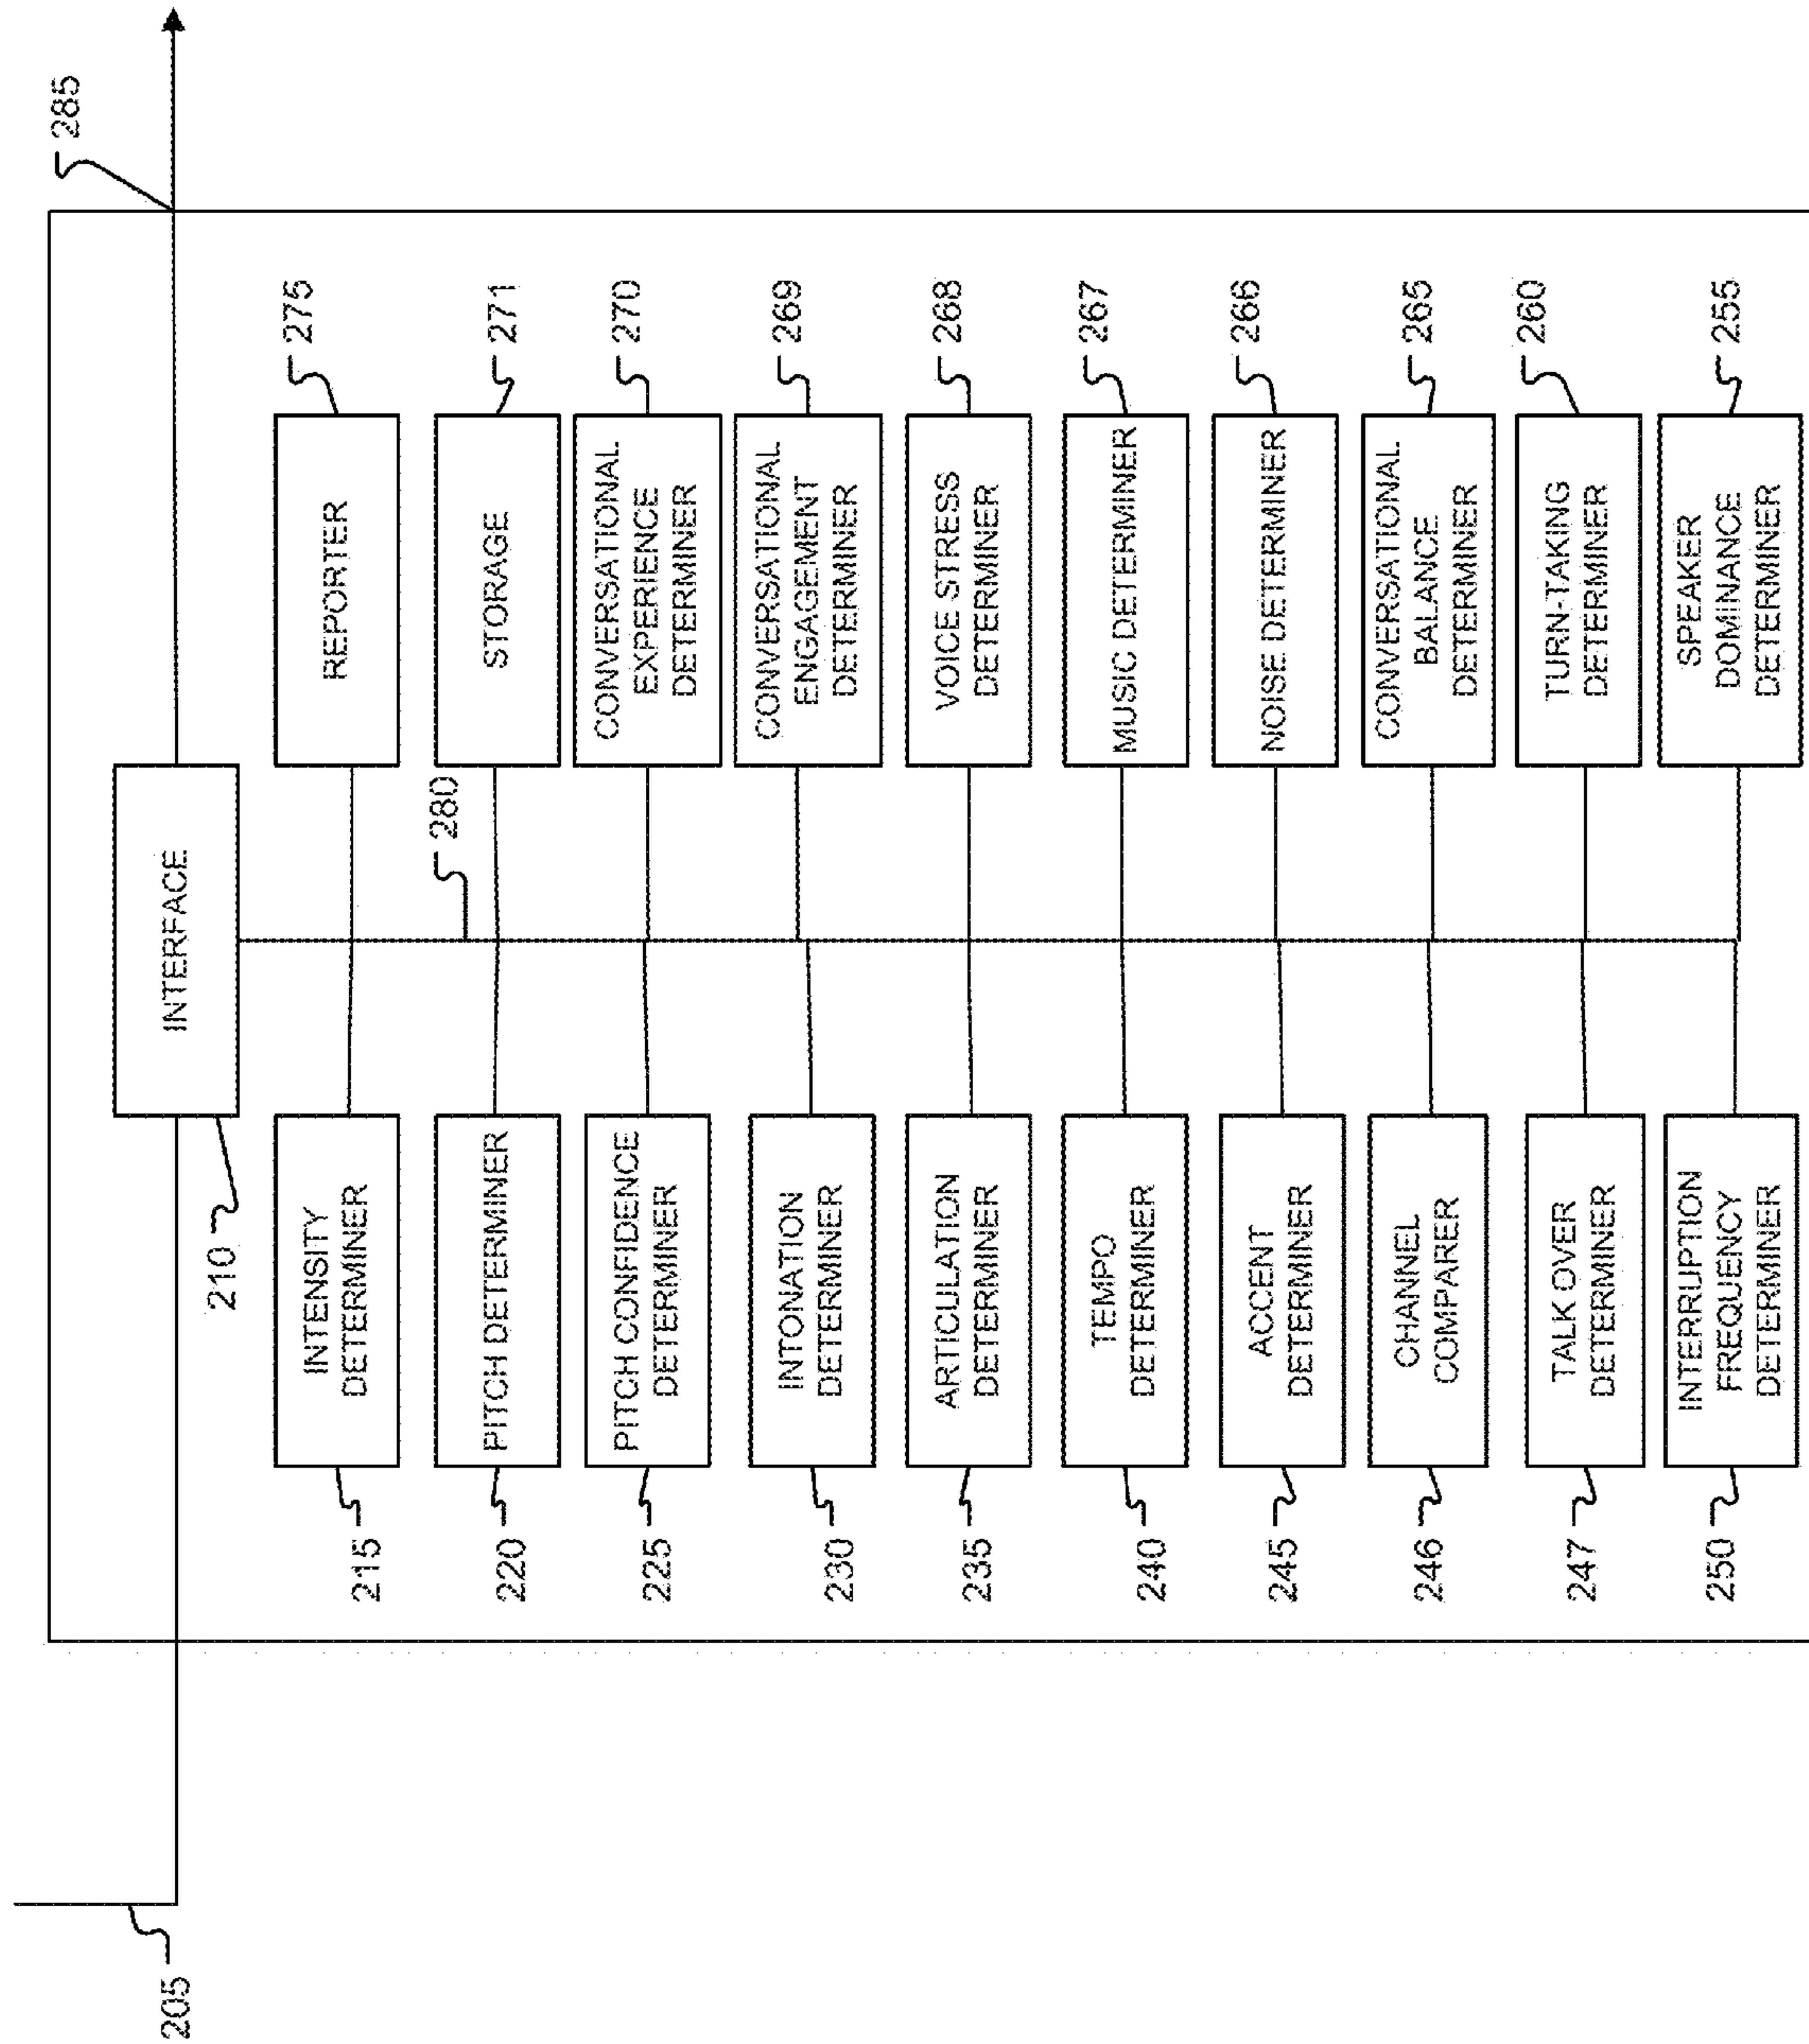 205
285
INTERFACE
210
280
INTENSITY
DETERMINER
215
REPORTER
275
PITCH DETERMINER
220
STORAGE
271
PITCH CONFIDENCE
DETERMINER
225
CONVERSATIONAL
EXPERIENCE
DETERMINER
270
INTONATION
DETERMINER
230
CONVERSATIONAL
ENGAGEMENT
DETERMINER
269
ARTICULATION
DETERMINER
235
VOICE STRESS
DETERMINER
268
TEMPO
DETERMINER
240
MUSIC DETERMINER
267
ACCENT
DETERMINER
245
NOISE DETERMINER
266
CHANNEL
COMPARER
246
CONVERSATIONAL
BALANCE
DETERMINER
265
TALK OVER
DETERMINER
247
TURN-TAKING
DETERMINER
260
INTERRUPTION
FREQUENCY
DETERMINER
250
SPEAKER
DOMINANCE
DETERMINER
255